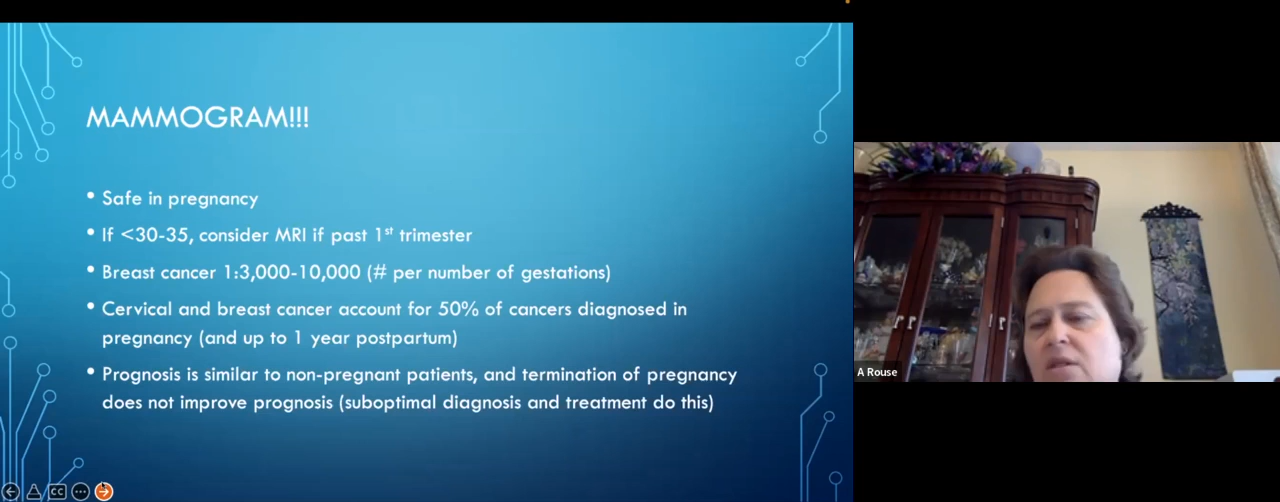 MAMMOGRAM!!!
• Safe in pregnancy
• If <30-35, consider MRI if past 1st trimester
• Breast cancer 1:3,000-10,000 (# per number of gestations)
• Cervical and breast cancer account for 50% of cancers diagnosed in
pregnancy (and up to 1 year postpartum)
• Prognosis is similar to non-pregnant patients, and termination of pregnancy
does not improve prognosis (suboptimal diagnosis and treatment do this)
A Rouse
CC